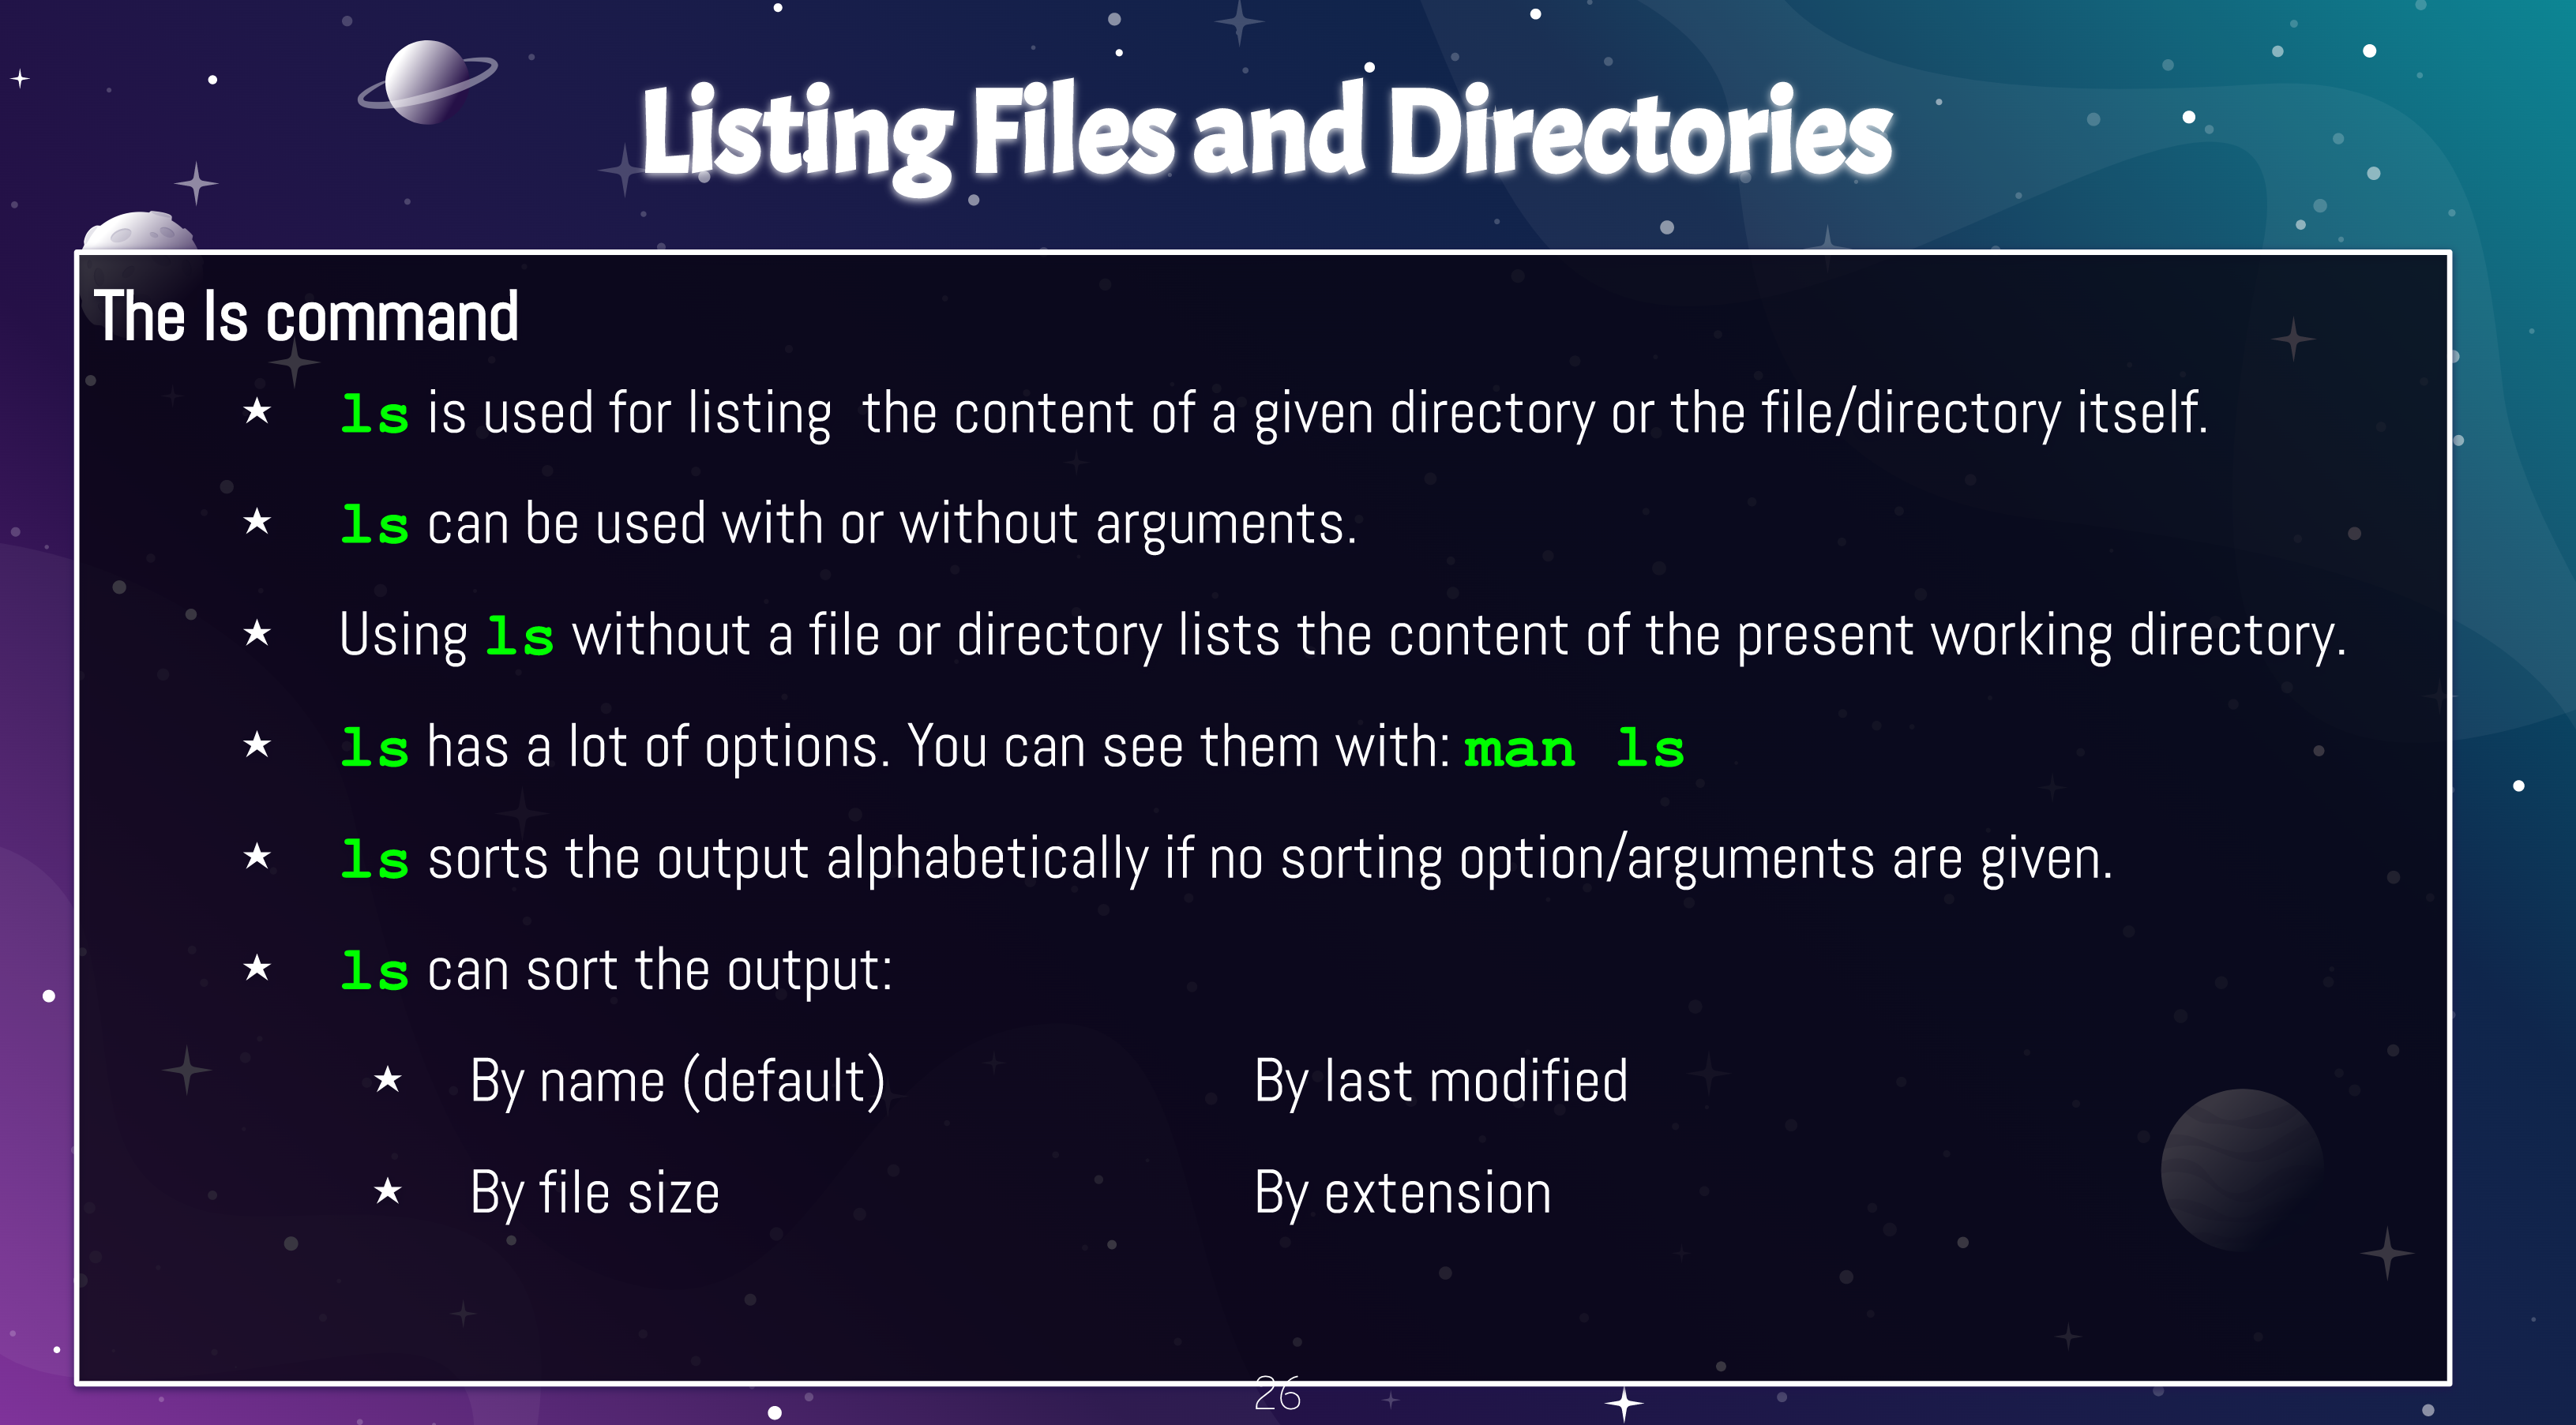 Listing Files and Directories
The ls command
★ ls is used for listing  the content of a given directory or the file/directory itself.
★ ls can be used with or without arguments.
★ Using ls without a file or directory lists the content of the present working directory.
★ ls has a lot of options. You can see them with: man ls
★ ls sorts the output alphabetically if no sorting option/arguments are given.
★ ls can sort the output:
★ By name (default) By last modified
★ By file size By extension
26